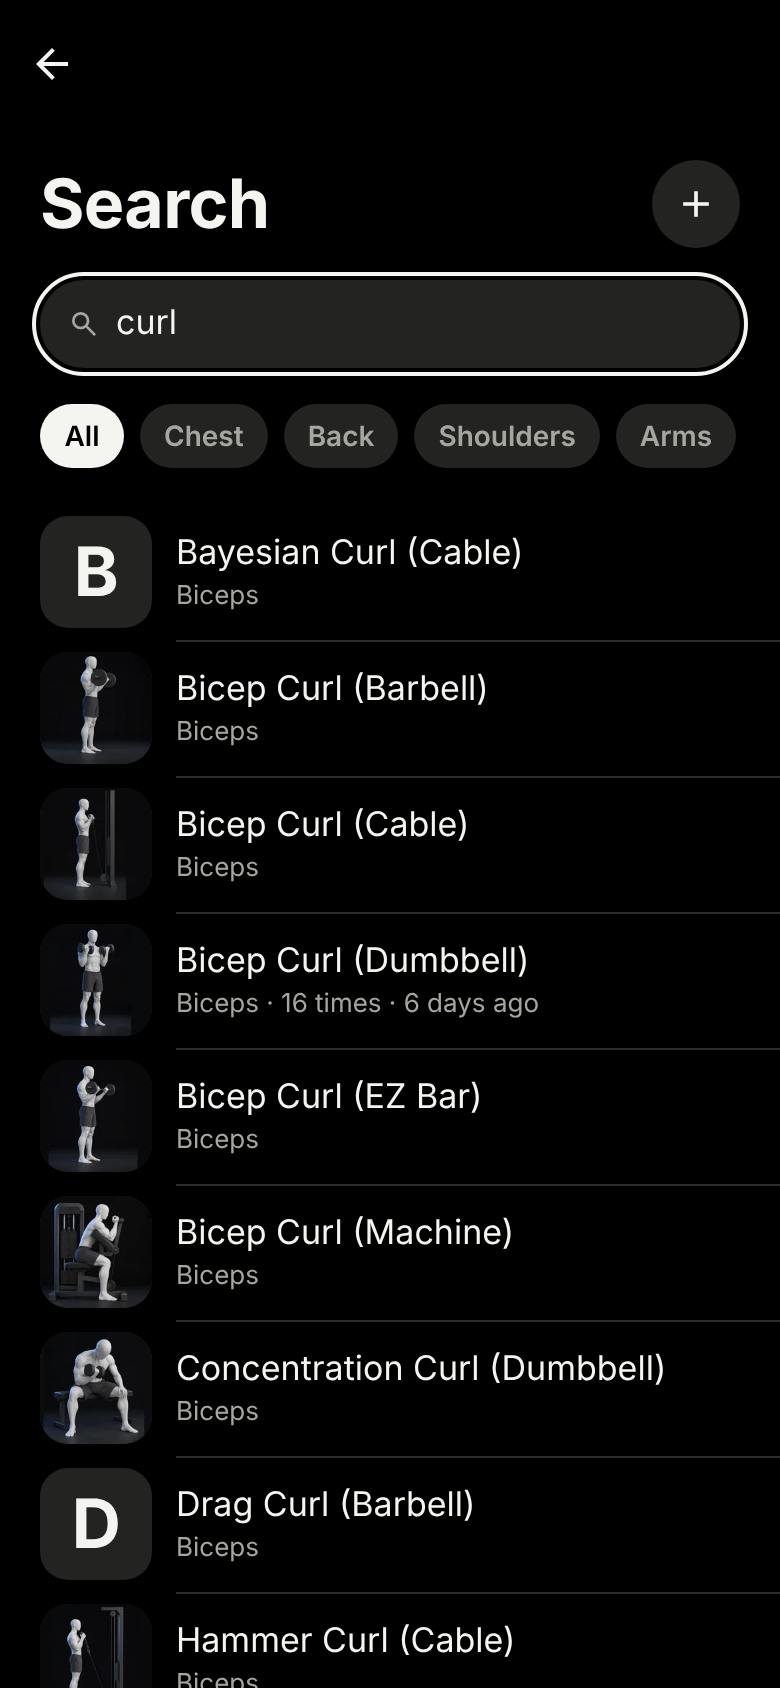 Search
curl
All Chest Back Shoulders Arms
B
Bayesian Curl (Cable)
Biceps
Bicep Curl (Barbell)
Biceps
Bicep Curl (Cable)
Biceps
Bicep Curl (Dumbbell)
Biceps · 16 times · 6 days ago
Bicep Curl (EZ Bar)
Biceps
Bicep Curl (Machine)
Biceps
Concentration Curl (Dumbbell)
Biceps
D
Drag Curl (Barbell)
Biceps
Hammer Curl (Cable)
Biceps